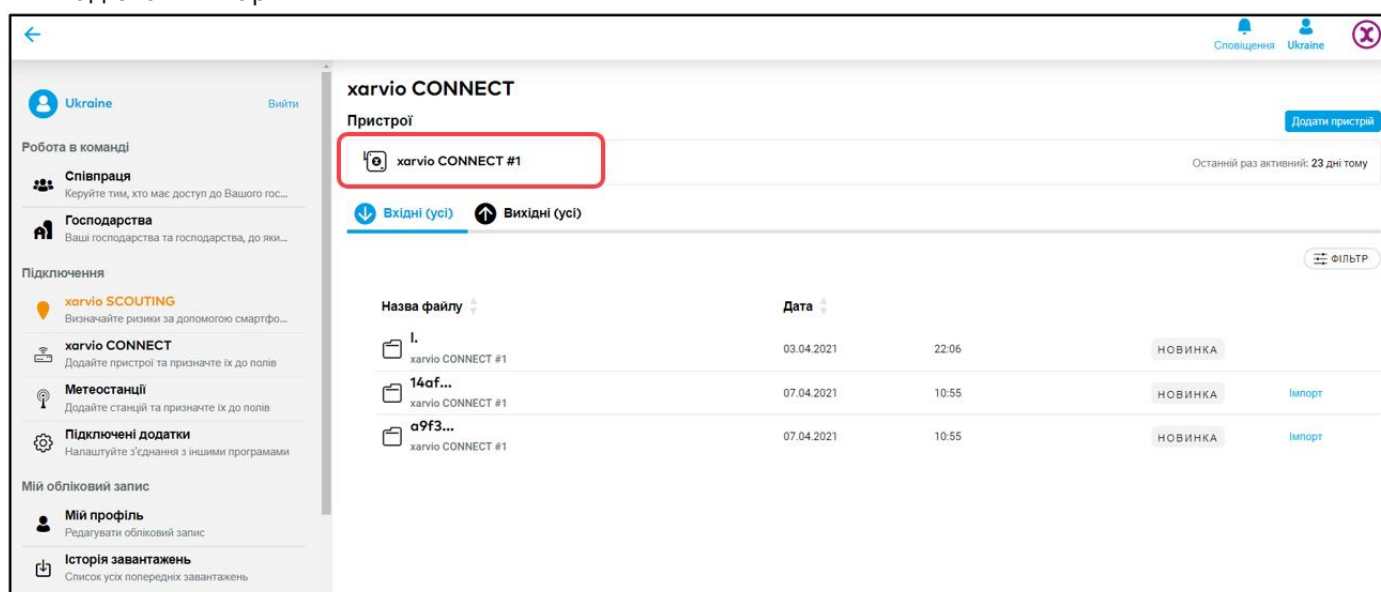 Сповіщення
Ukraine
Ukraine
Вийти
Робота в команді
Співпраця
Керуйте тим, хто має доступ до Вашого гос...
Господарства
Ваші господарства та господарства, до яки...
Підключення
xarvio SCOUTING
Визначайте ризики за допомогою смартфо...
xarvio CONNECT
Додайте пристрої та призначте їх до полів
Метеостанції
Додайте станцій та призначте їх до полів
Підключені додатки
Налаштуйте з'єднання з іншими програмами
Мій обліковий запис
Мій профіль
Редагувати обліковий запис
Історія завантажень
Список усіх попередніх завантажень
xarvio CONNECT
Пристрої
Додати пристрій
xarvio CONNECT #1
Останній раз активний: 23 дні тому
Вхідні (усі)
Вихідні (усі)
ФІЛЬТР
Назва файлу
Дата
l.
xarvio CONNECT #1
03.04.2021 22:06 НОВИНКА
14af...
xarvio CONNECT #1
07.04.2021 10:55 НОВИНКА Імпорт
a9f3...
xarvio CONNECT #1
07.04.2021 10:55 НОВИНКА Імпорт